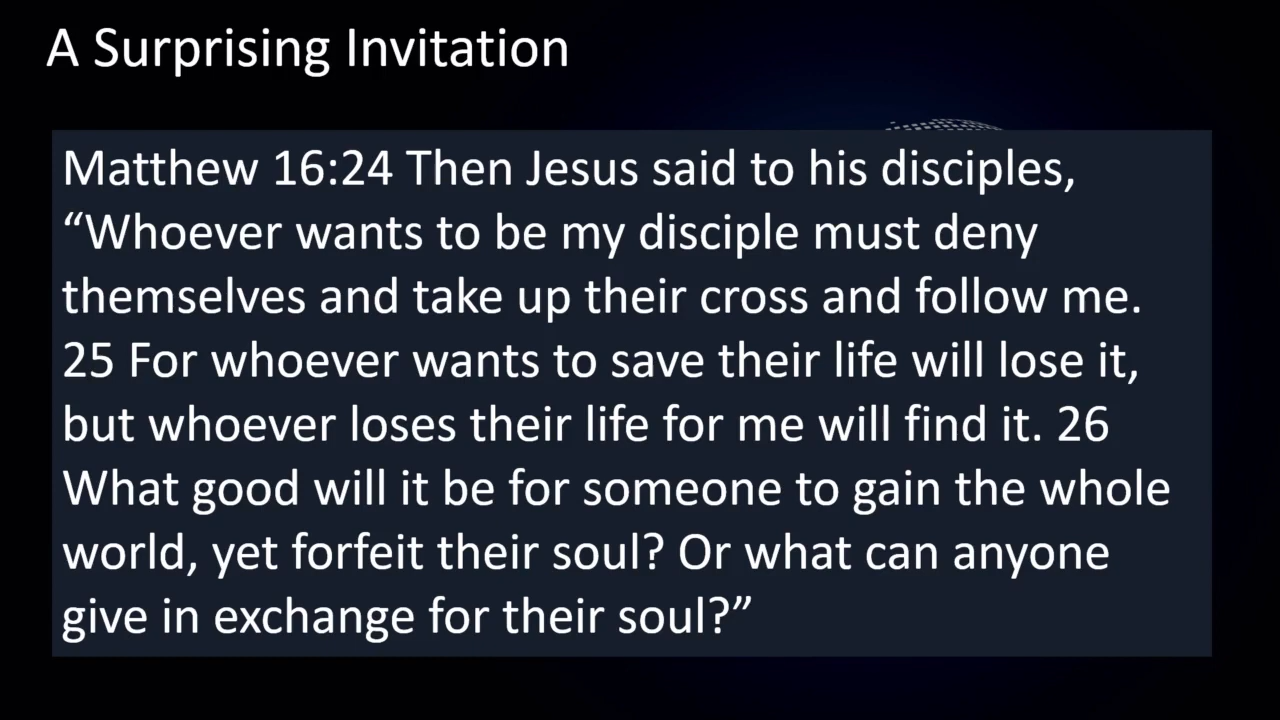 A Surprising Invitation
Matthew 16:24 Then Jesus said to his disciples,
“Whoever wants to be my disciple must deny
themselves and take up their cross and follow me.
25 For whoever wants to save their life will lose it,
but whoever loses their life for me will find it. 26
What good will it be for someone to gain the whole
world, yet forfeit their soul? Or what can anyone
give in exchange for their soul?”